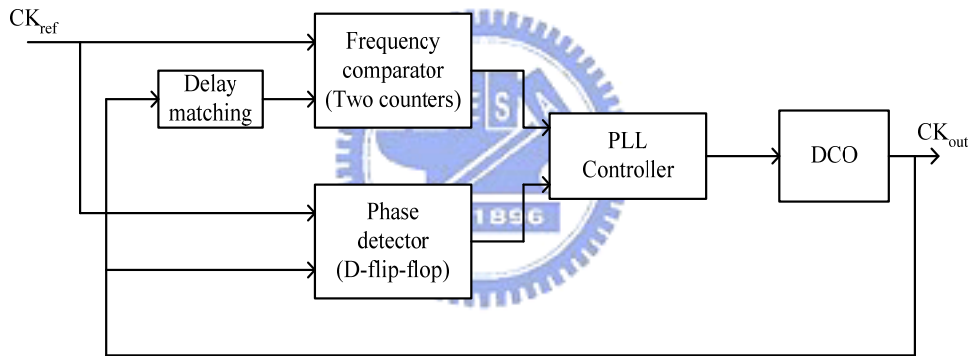 CKref
Frequency
comparator
(Two counters)
Delay
matching
E S A
PLL
Controller
DCO
CKout
Phase
detector
(D-flip-flop)
1896